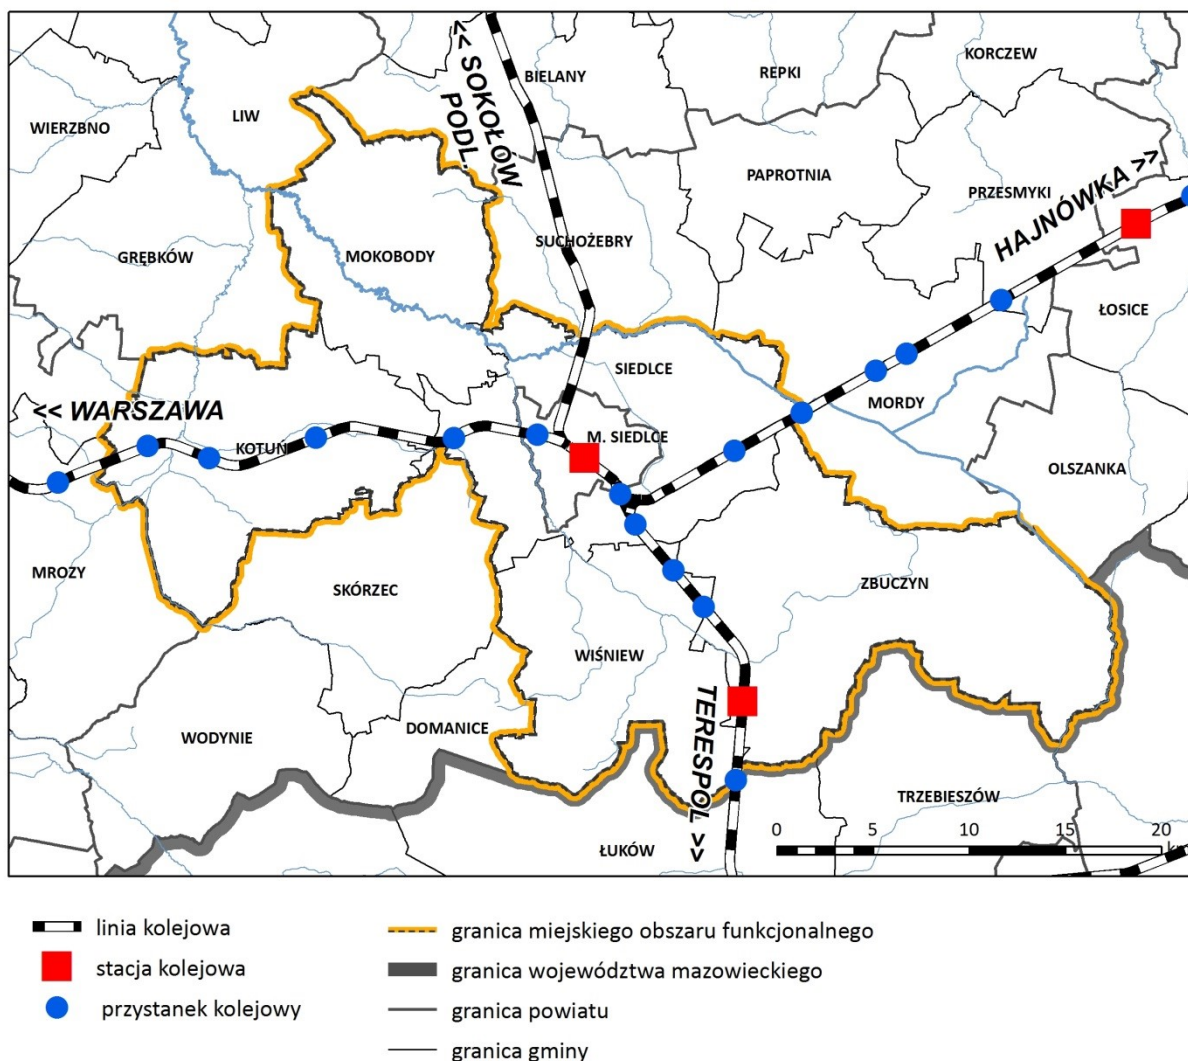 KORCZEW
<< SOKOŁÓW
PODL.
BIELANY
REPKI
LIW
WIERZBNO
PAPROTNIA
PRZESMYKI
HAJNÓWKA >>
SUCHOŻEBRY
GRĘBKÓW
MOKOBODY
ŁOSICE
SIEDLCE
MORDY
<< WARSZAWA
KOTUŃ
M. SIEDLCE
OLSZANKA
MROZY
SKÓRZEC
ZBUCZYN
WIŚNIEW
TERESPOL >>
WODYNIE
DOMANICE
TRZEBIESZÓW
ŁUKÓW
0 5 10 15 20
linia kolejowa
stacja kolejowa
przystanek kolejowy
granica miejskiego obszaru funkcjonalnego
granica województwa mazowieckiego
granica powiatu
granica gminy